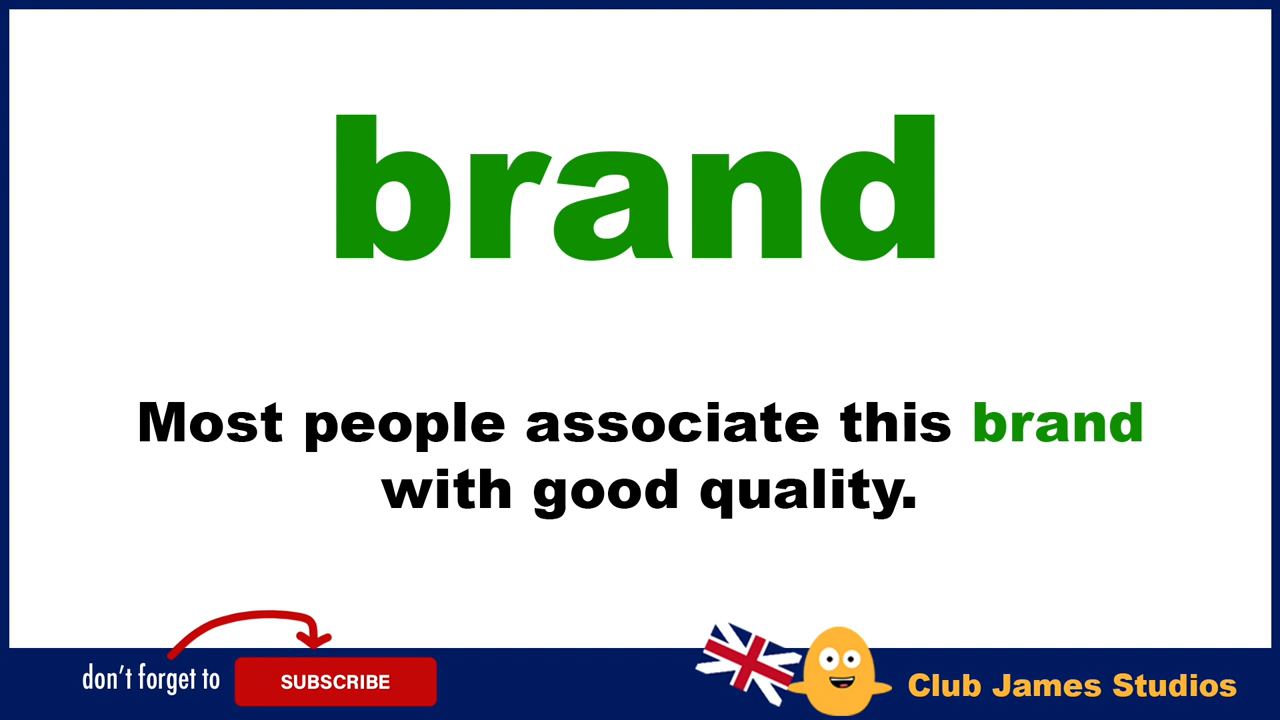 brand
Most people associate this brand
with good quality.
don't forget to
SUBSCRIBE
Club James Studios